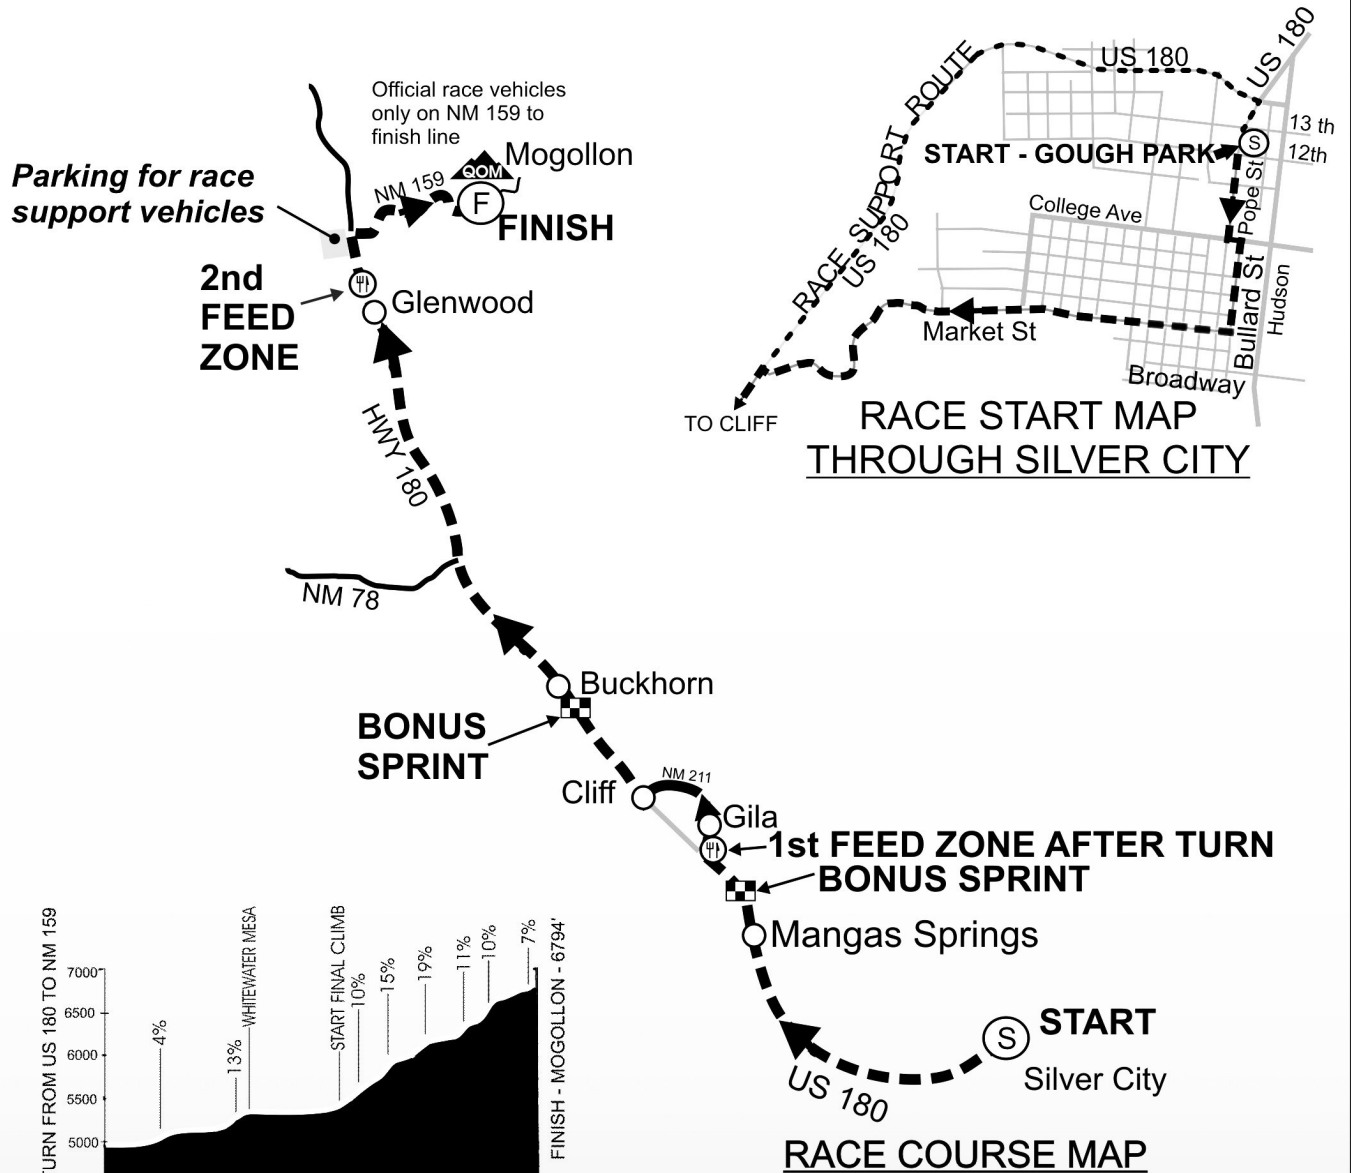 Official race vehicles
only on NM 159 to
finish line
Mogollon
QOM
NM 159
F
FINISH
Parking for race
support vehicles
2nd
FEED
ZONE
Glenwood
HWY 180
NM 78
Buckhorn
BONUS
SPRINT
Cliff
NM 211
Gila
1st FEED ZONE AFTER TURN
BONUS SPRINT
Mangas Springs
S
START
Silver City
US 180
RACE COURSE MAP
US 180
US 180
RACE SUPPORT ROUTE
US 180
13 th
12th
S
START - GOUGH PARK
Pope St
College Ave
Bullard St
Hudson
Market St
Broadway
TO CLIFF
RACE START MAP
THROUGH SILVER CITY
TURN FROM US 180 TO NM 159
7000
6500
6000
5500
5000
4%
13%
WHITEWATER MESA
START FINAL CLIMB
10%
15%
19%
11%
10%
7%
FINISH - MOGOLLON - 6794'